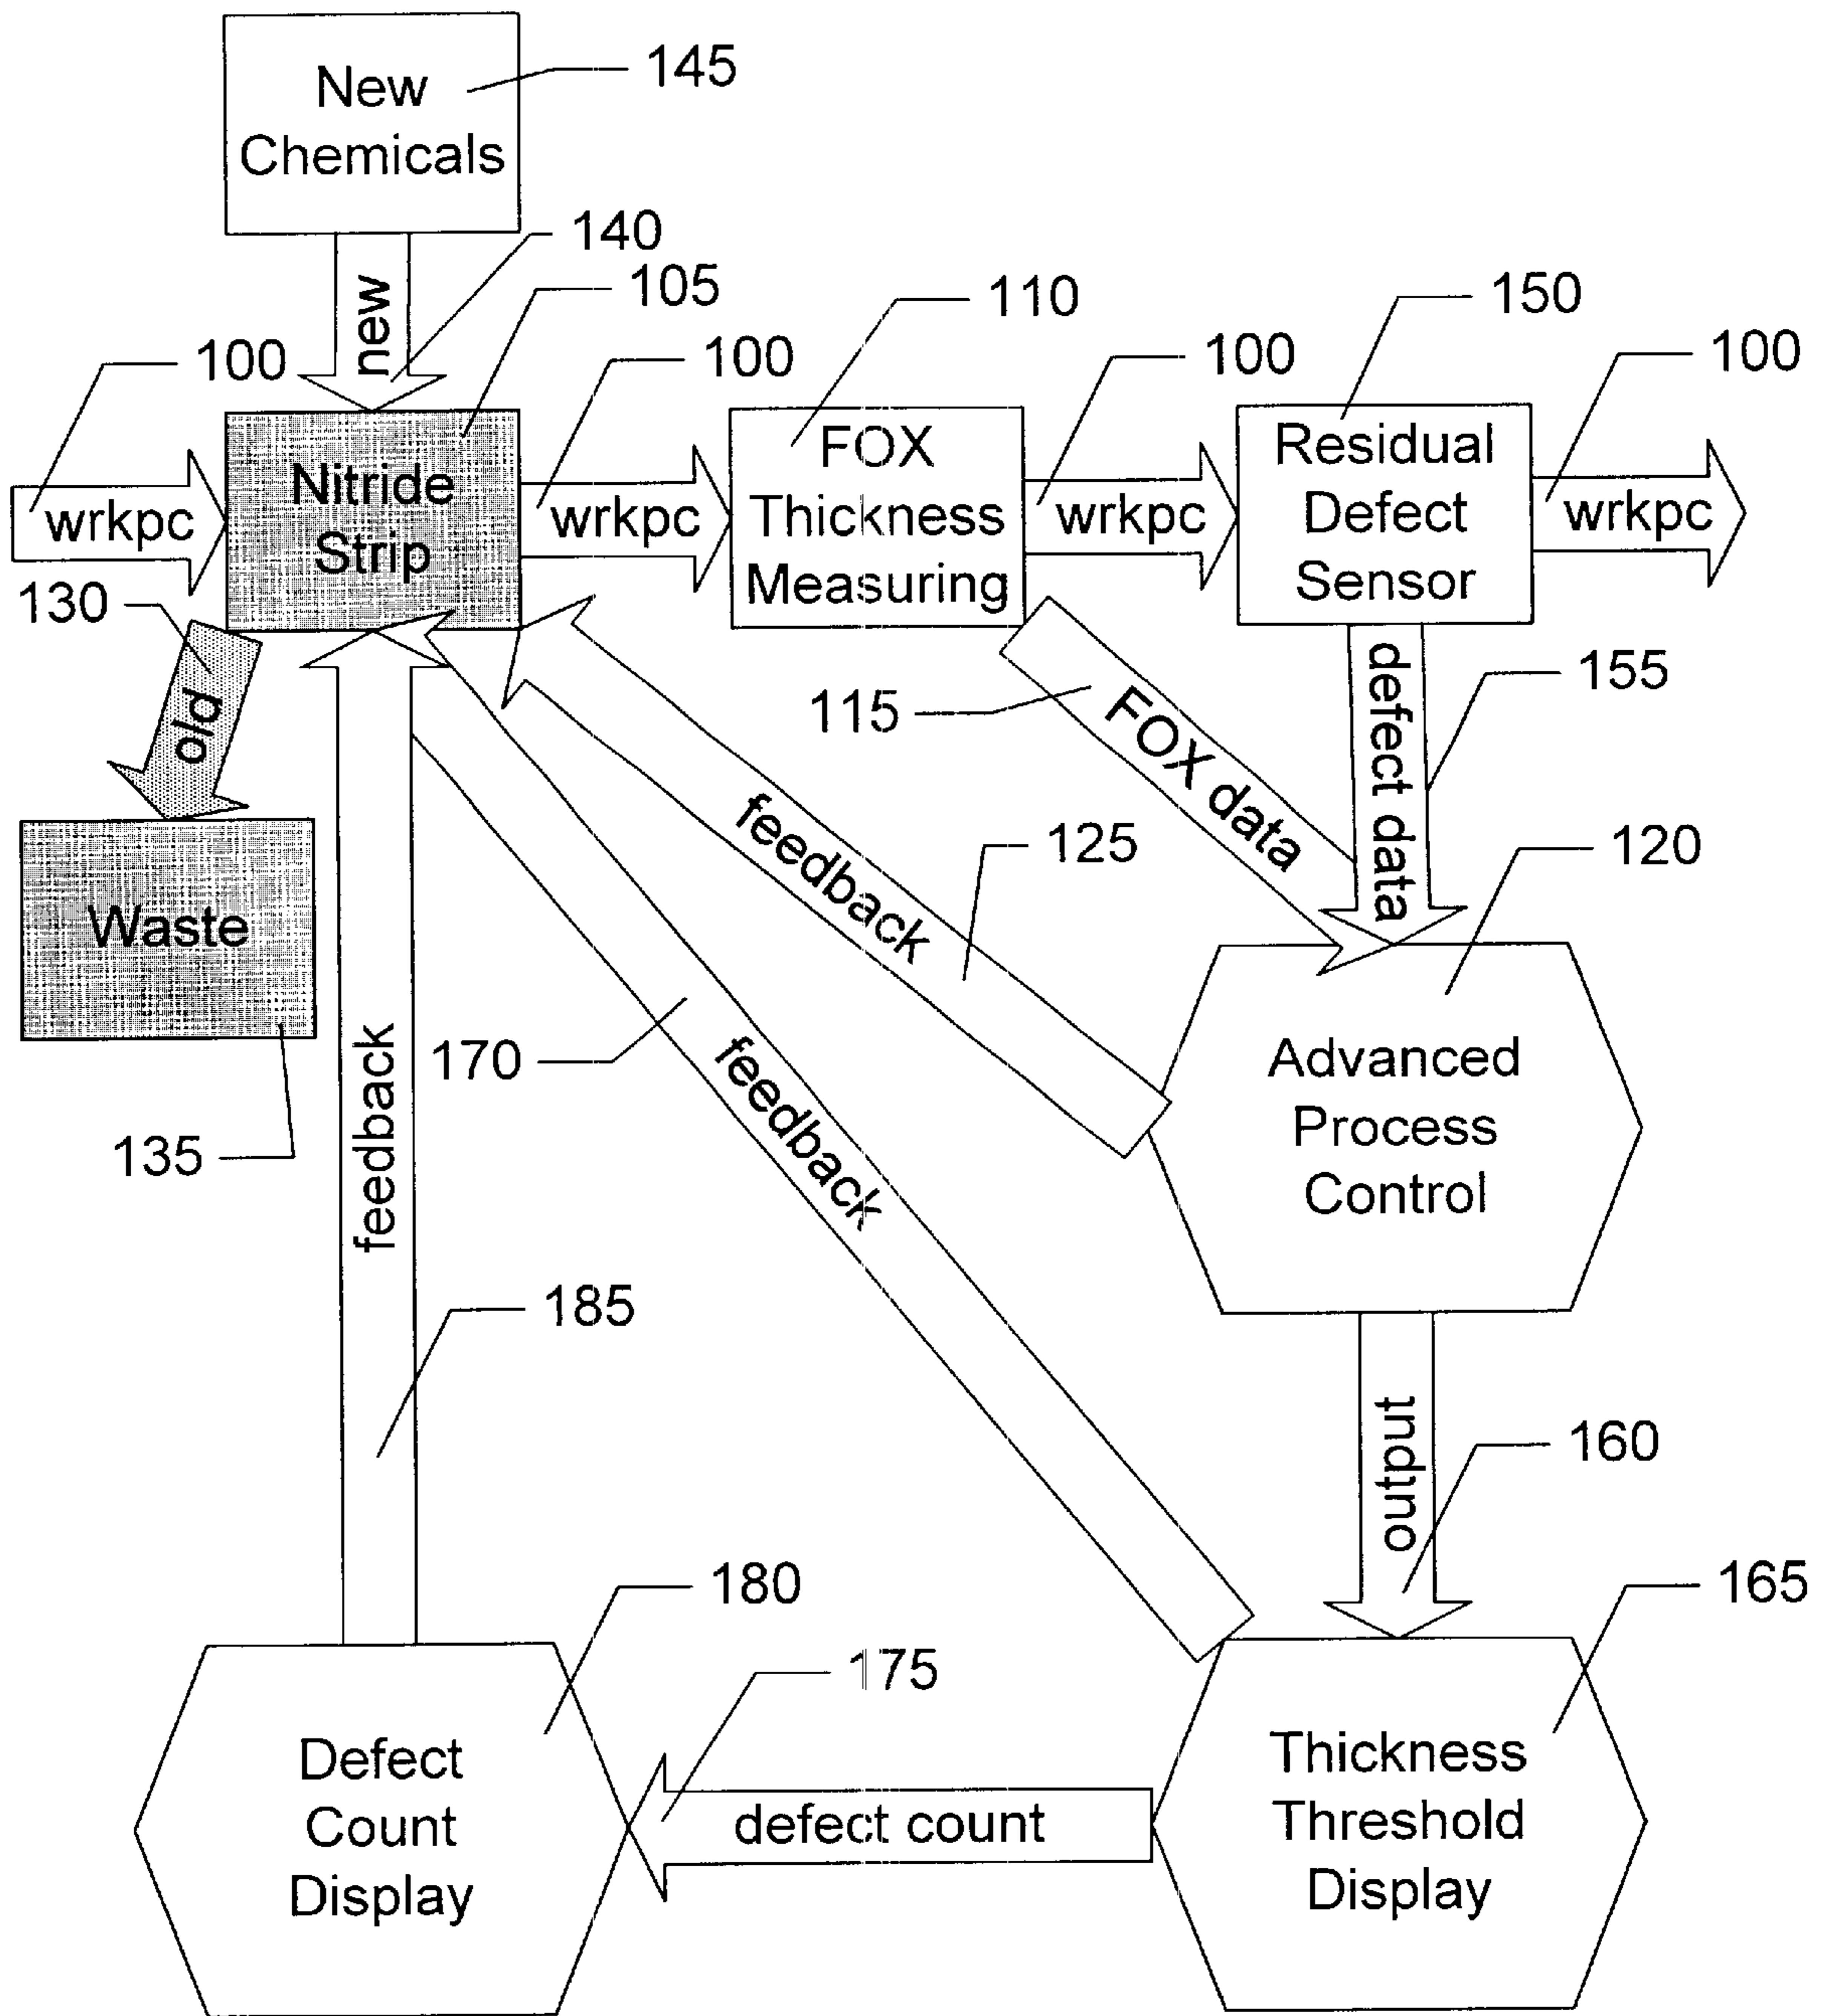 New
Chemicals
145
140
new
105
110
150
100
100
100
100
Nitride
Strip
FOX
Thickness
Measuring
Residual
Defect
Sensor
wrkpc
wrkpc
wrkpc
wrkpc
130
old
115
FOX data
defect data
155
feedback
125
120
Waste
135
170
feedback
feedback
Advanced
Process
Control
185
output
160
180
175
165
Defect
Count
Display
defect count
Thickness
Threshold
Display